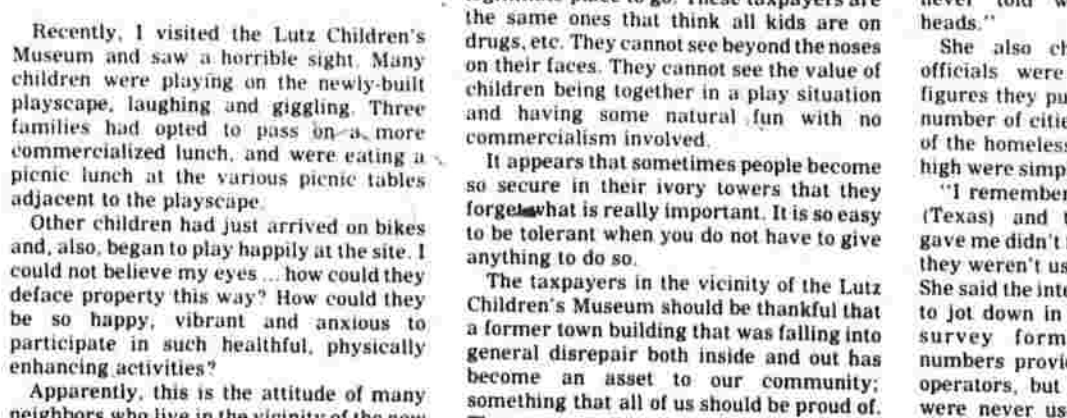 Recently, I visited the Lutz Children's
Museum and saw a horrible sight. Many
children were playing on the newly-built
playscape, laughing and giggling. Three
families had opted to pass on a more
commercialized lunch, and were eating a
picnic lunch at the various picnic tables
adjacent to the playscape.
Other children had just arrived on bikes
and, also, began to play happily at the site. I
could not believe my eyes ... how could they
deface property this way? How could they
be so happy, vibrant and anxious to
participate in such healthful, physically
enhancing activities?
Apparently, this is the attitude of many
neighbors who live in the vicinity of the new
the same ones that think all kids are on
drugs, etc. They cannot see beyond the noses
on their faces. They cannot see the value of
children being together in a play situation
and having some natural fun with no
commercialism involved.
It appears that sometimes people become
so secure in their ivory towers that they
forget what is really important. It is so easy
to be tolerant when you do not have to give
anything to do so.
The taxpayers in the vicinity of the Lutz
Children's Museum should be thankful that
a former town building that was falling into
general disrepair both inside and out has
become an asset to our community;
something that all of us should be proud of.
never told w
heads."
She also ch
officials were
figures they pu
number of citie
of the homeless
high were simp
"I remember
(Texas) and t
gave me didn't
they weren't us
She said the inte
to jot down in
survey form
numbers provi
operators, but
were never us